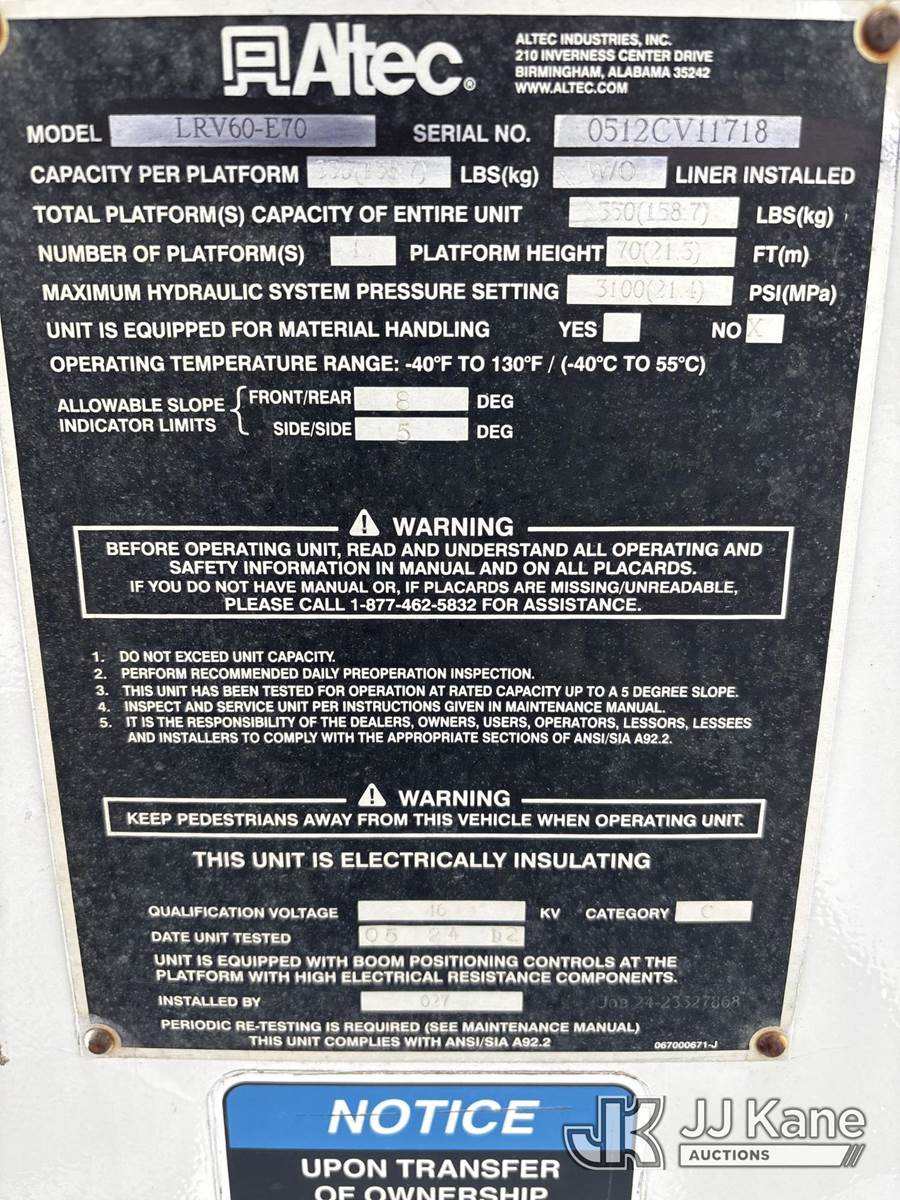 Altec®
ALTEC INDUSTRIES, INC.
210 INVERNESS CENTER DRIVE
BIRMINGHAM, ALABAMA 35242
WWW.ALTEC.COM
MODEL LRV60-E70 SERIAL NO. 0512CV11718
CAPACITY PER PLATFORM LBS(kg) W/O LINER INSTALLED
TOTAL PLATFORM(S) CAPACITY OF ENTIRE UNIT 350(158.7) LBS(kg)
NUMBER OF PLATFORM(S) 1 PLATFORM HEIGHT 70(21.3) FT(m)
MAXIMUM HYDRAULIC SYSTEM PRESSURE SETTING 3100(21.4) PSI(MPa)
UNIT IS EQUIPPED FOR MATERIAL HANDLING YES NO X
OPERATING TEMPERATURE RANGE: -40°F TO 130°F / (-40°C TO 55°C)
ALLOWABLE SLOPE INDICATOR LIMITS { FRONT/REAR 8 DEG
SIDE/SIDE 5 DEG
⚠ WARNING
BEFORE OPERATING UNIT, READ AND UNDERSTAND ALL OPERATING AND
SAFETY INFORMATION IN MANUAL AND ON ALL PLACARDS.
IF YOU DO NOT HAVE MANUAL OR, IF PLACARDS ARE MISSING/UNREADABLE,
PLEASE CALL 1-877-462-5832 FOR ASSISTANCE.
1. DO NOT EXCEED UNIT CAPACITY.
2. PERFORM RECOMMENDED DAILY PREOPERATION INSPECTION.
3. THIS UNIT HAS BEEN TESTED FOR OPERATION AT RATED CAPACITY UP TO A 5 DEGREE SLOPE.
4. INSPECT AND SERVICE UNIT PER INSTRUCTIONS GIVEN IN MAINTENANCE MANUAL.
5. IT IS THE RESPONSIBILITY OF THE DEALERS, OWNERS, USERS, OPERATORS, LESSORS, LESSEES
AND INSTALLERS TO COMPLY WITH THE APPROPRIATE SECTIONS OF ANSI/SIA A92.2.
⚠ WARNING
KEEP PEDESTRIANS AWAY FROM THIS VEHICLE WHEN OPERATING UNIT.
THIS UNIT IS ELECTRICALLY INSULATING
QUALIFICATION VOLTAGE 46 KV CATEGORY C
DATE UNIT TESTED 05 24 12
UNIT IS EQUIPPED WITH BOOM POSITIONING CONTROLS AT THE
PLATFORM WITH HIGH ELECTRICAL RESISTANCE COMPONENTS.
INSTALLED BY 027 Job 24-23327868
PERIODIC RE-TESTING IS REQUIRED (SEE MAINTENANCE MANUAL)
THIS UNIT COMPLIES WITH ANSI/SIA A92.2 067000671-J
NOTICE
UPON TRANSFER
OF OWNERSHIP
JK JJ Kane
AUCTIONS